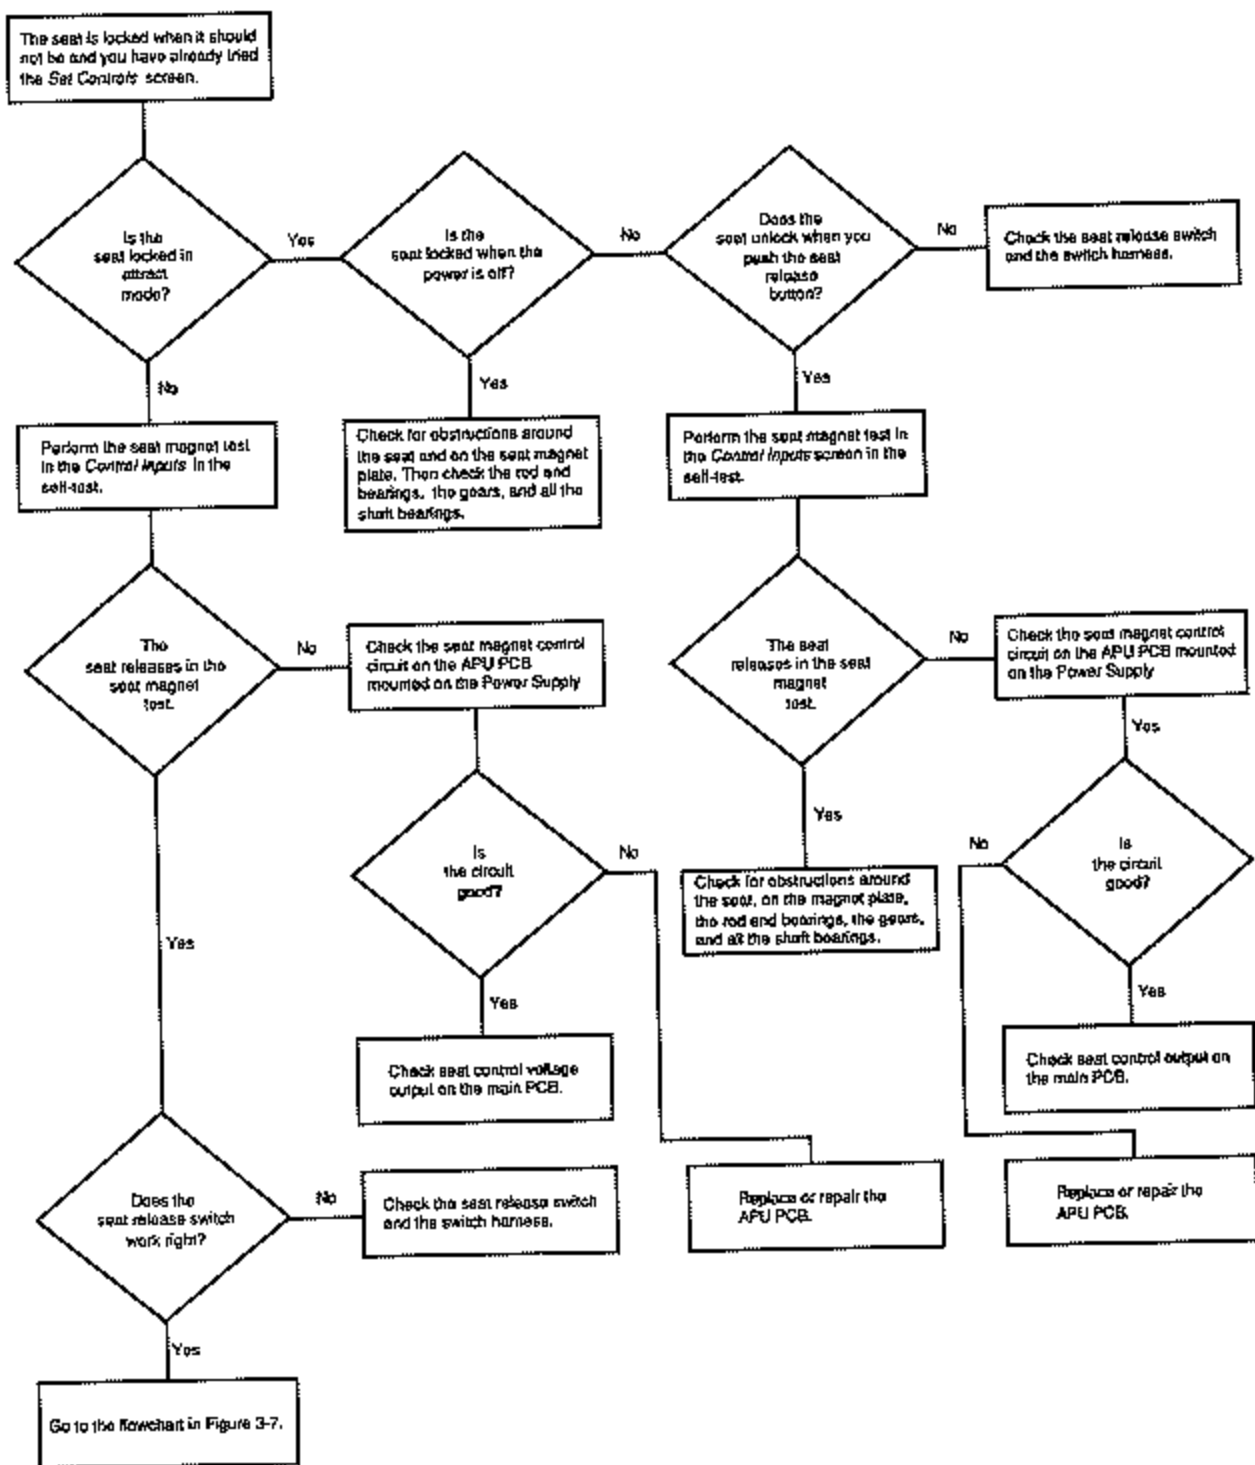 The seat is locked when it should
not be and you have already tried
the Set Controls screen.
Is the
seat locked in
attract
mode?
Yes
Is the
seat locked when the
power is off?
No
Does the
seat unlock when you
push the seat
release
button?
No
Check the seat release switch
and the switch harness.
No
Yes
Yes
Perform the seat magnet test
in the Control Inputs in the
self-test.
Check for obstructions around
the seat and on the seat magnet
plate. Then check the rod end
bearings, the gears, and all the
shaft bearings.
Perform the seat magnet test in
the Control Inputs screen in the
self-test.
The
seat releases in the
seat magnet
test.
No
Check the seat magnet control
circuit on the APU PCB
mounted on the Power Supply
The seat
releases in the seat
magnet
test.
No
Check the seat magnet control
circuit on the APU PCB mounted
on the Power Supply
Yes
Yes
Is
the circuit
good?
No
Yes
Check for obstructions around
the seat, on the magnet plate,
the rod end bearings, the gears,
and all the shaft bearings.
No
Is
the circuit
good?
Yes
Yes
Check seat control voltage
output on the main PCB.
Check seat control output on
the main PCB.
Does the
seat release switch
work right?
No
Check the seat release switch
and the switch harness.
Replace or repair the
APU PCB.
Replace or repair the
APU PCB.
Yes
Go to the flowchart in Figure 3-7.